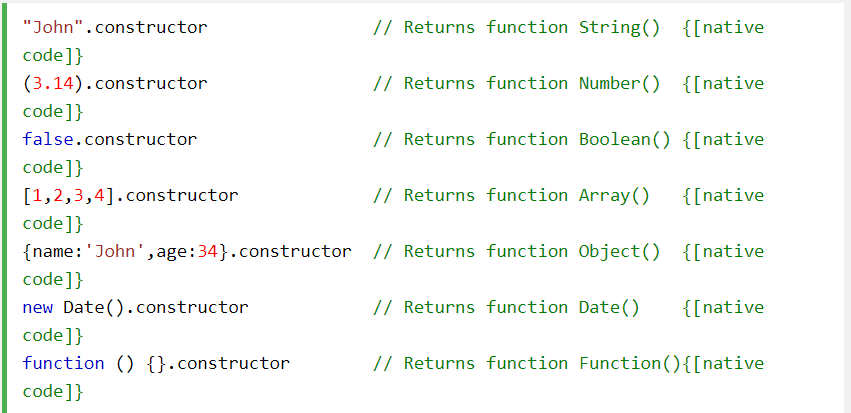 "John".constructor                // Returns function String()  {[native
code]}
(3.14).constructor                // Returns function Number()  {[native
code]}
false.constructor                 // Returns function Boolean() {[native
code]}
[1,2,3,4].constructor             // Returns function Array()   {[native
code]}
{name:'John',age:34}.constructor  // Returns function Object()  {[native
code]}
new Date().constructor            // Returns function Date()    {[native
code]}
function () {}.constructor        // Returns function Function(){[native
code]}